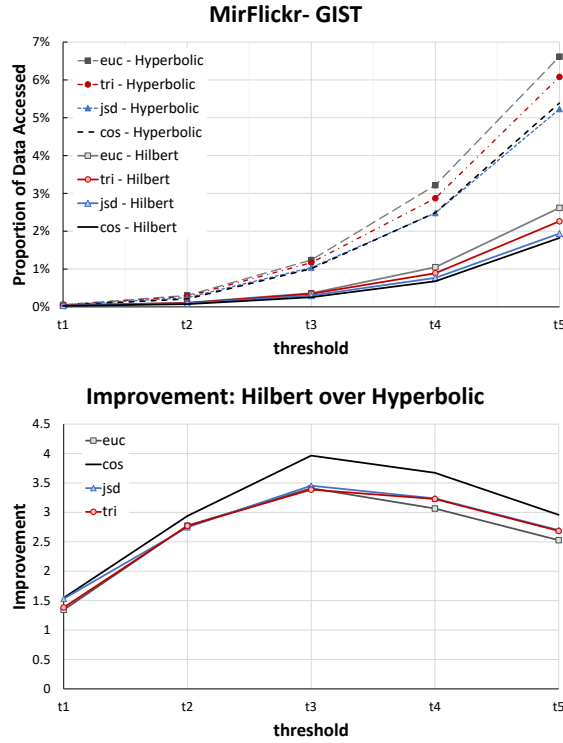 MirFlickr- GIST
Proportion of Data Accessed
7%
6%
5%
4%
3%
2%
1%
0%
euc - Hyperbolic
tri - Hyperbolic
jsd - Hyperbolic
cos - Hyperbolic
euc - Hilbert
tri - Hilbert
jsd - Hilbert
cos - Hilbert
t1 t2 t3 t4 t5
threshold
Improvement: Hilbert over Hyperbolic
Improvement
4.5
4
3.5
3
2.5
2
1.5
1
0.5
0
euc
cos
jsd
tri
t1 t2 t3 t4 t5
threshold